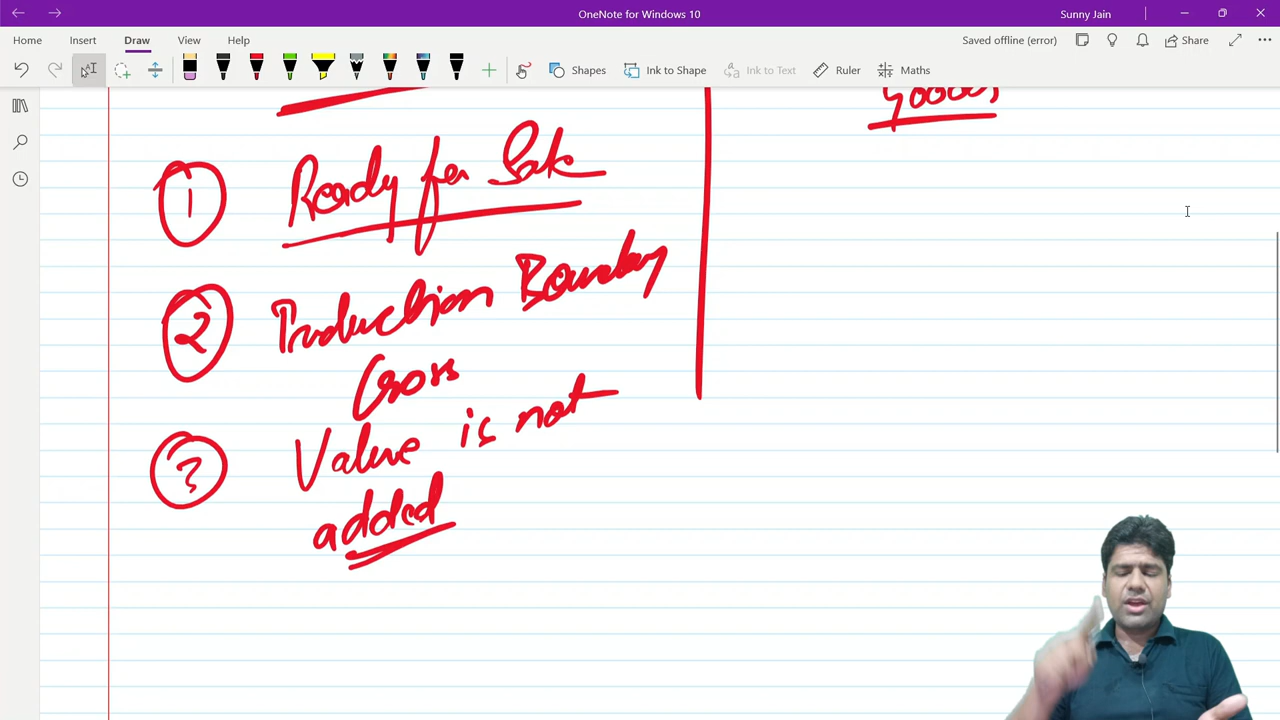 OneNote for Windows 10
Sunny Jain
Home Insert Draw View Help
Saved offline (error)
Share
Shapes
Ink to Shape
Ink to Text
Ruler
Maths
Goods
1 Ready for Sale
2 Production Boundary
Cross
3 Value is not
added